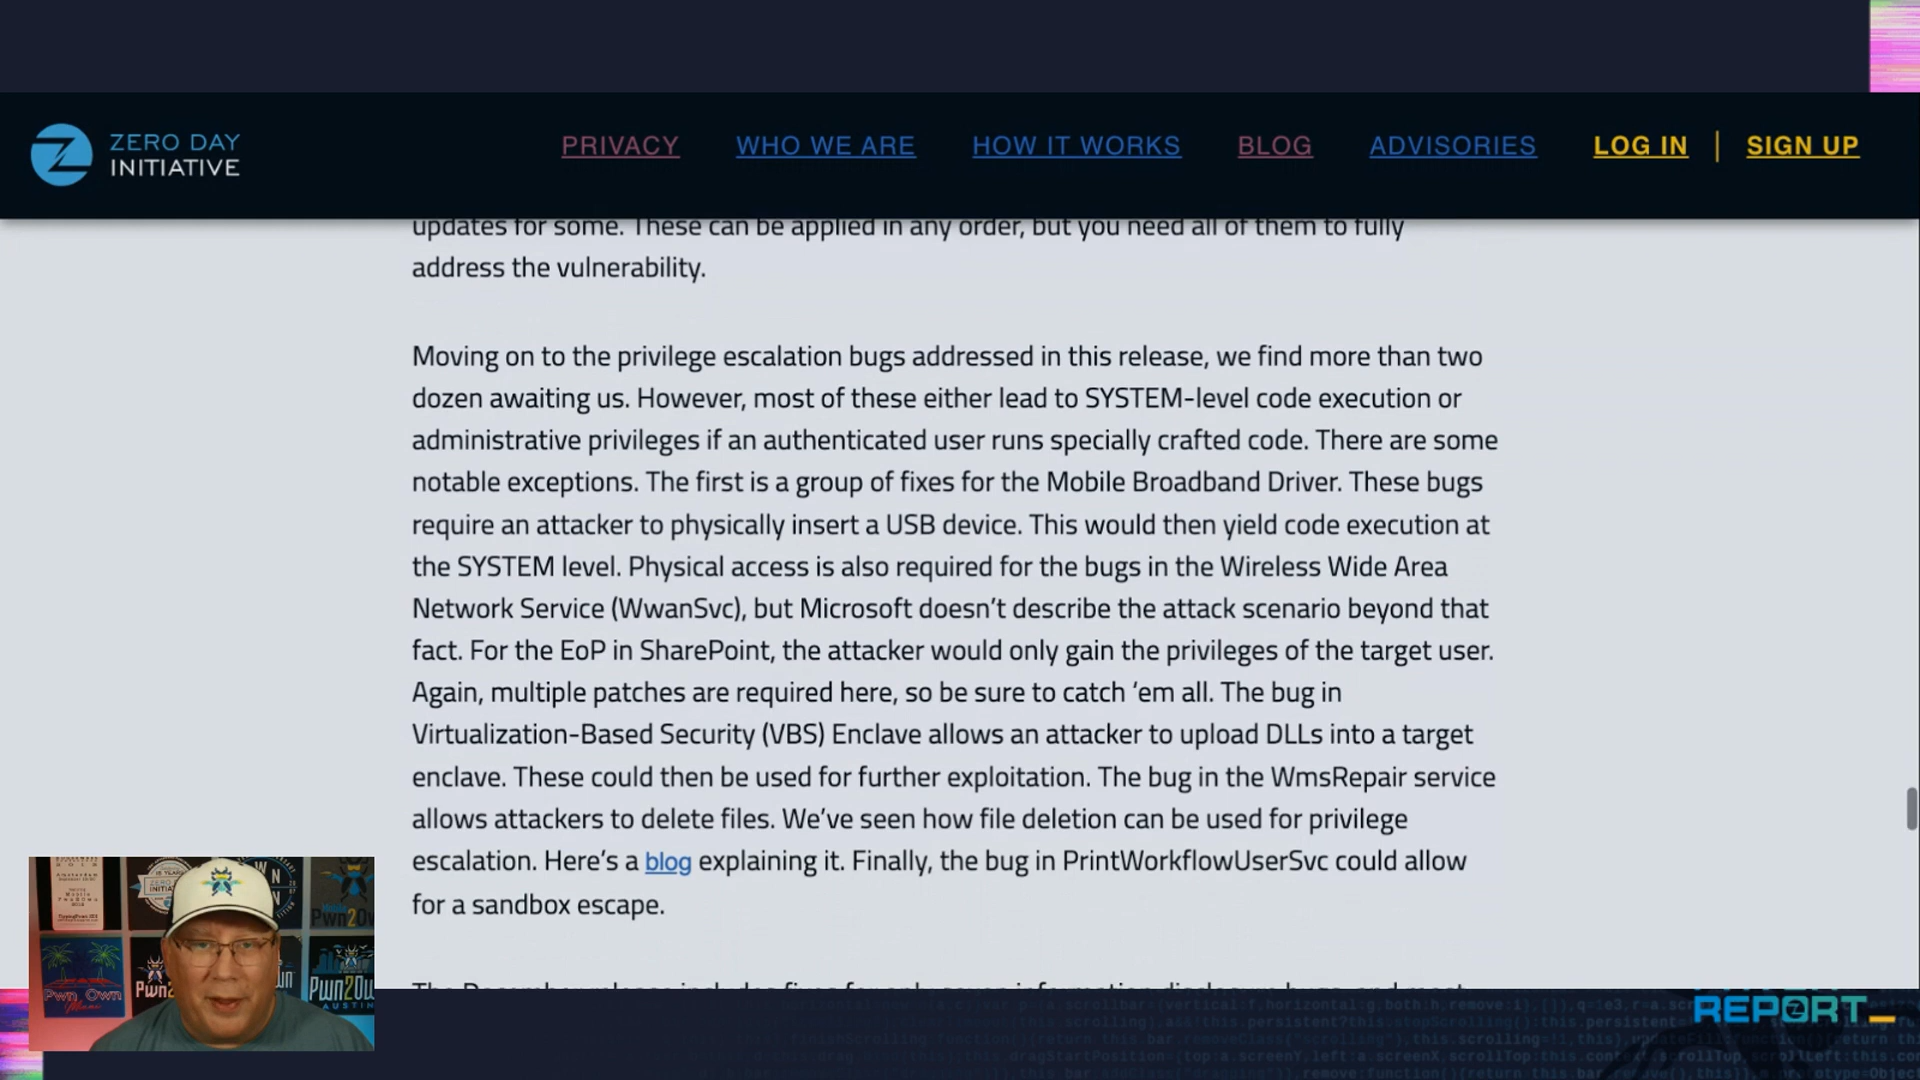 ZERO DAY
INITIATIVE
PRIVACY
WHO WE ARE
HOW IT WORKS
BLOG
ADVISORIES
LOG IN | SIGN UP
updates for some. These can be applied in any order, but you need all of them to fully
address the vulnerability.
Moving on to the privilege escalation bugs addressed in this release, we find more than two
dozen awaiting us. However, most of these either lead to SYSTEM-level code execution or
administrative privileges if an authenticated user runs specially crafted code. There are some
notable exceptions. The first is a group of fixes for the Mobile Broadband Driver. These bugs
require an attacker to physically insert a USB device. This would then yield code execution at
the SYSTEM level. Physical access is also required for the bugs in the Wireless Wide Area
Network Service (WwanSvc), but Microsoft doesn’t describe the attack scenario beyond that
fact. For the EoP in SharePoint, the attacker would only gain the privileges of the target user.
Again, multiple patches are required here, so be sure to catch ‘em all. The bug in
Virtualization-Based Security (VBS) Enclave allows an attacker to upload DLLs into a target
enclave. These could then be used for further exploitation. The bug in the WmsRepair service
allows attackers to delete files. We’ve seen how file deletion can be used for privilege
escalation. Here’s a blog explaining it. Finally, the bug in PrintWorkflowUserSvc could allow
for a sandbox escape.
Pwn Own
Miami
Pwn2Ow
AUSTIN
REPORT_